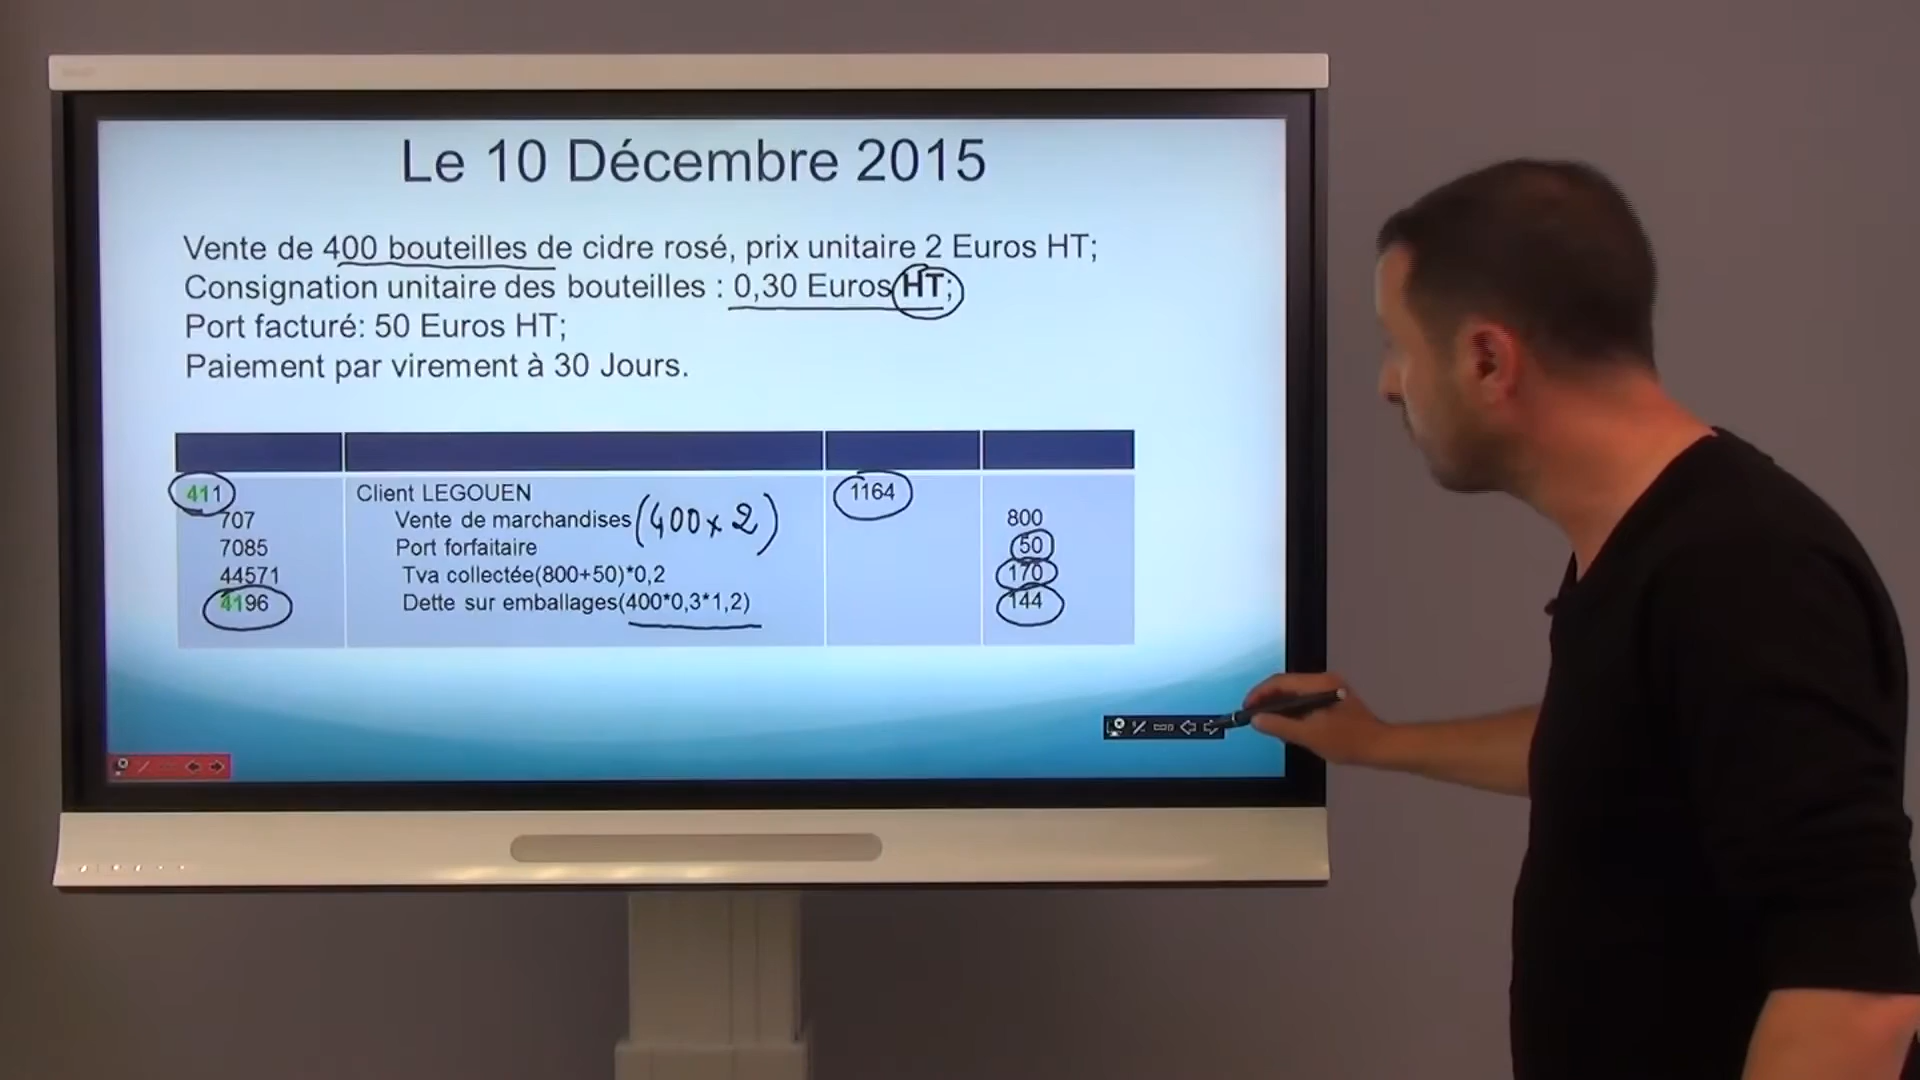 Le 10 Décembre 2015
Vente de 400 bouteilles de cidre rosé, prix unitaire 2 Euros HT;
Consignation unitaire des bouteilles : 0,30 Euros HT;
Port facturé: 50 Euros HT;
Paiement par virement à 30 Jours.
411 Client LEGOUEN 1164
707 Vente de marchandises (400 x 2) 800
7085 Port forfaitaire 50
44571 Tva collectée(800+50)*0,2 170
4196 Dette sur emballages(400*0,3*1,2) 144